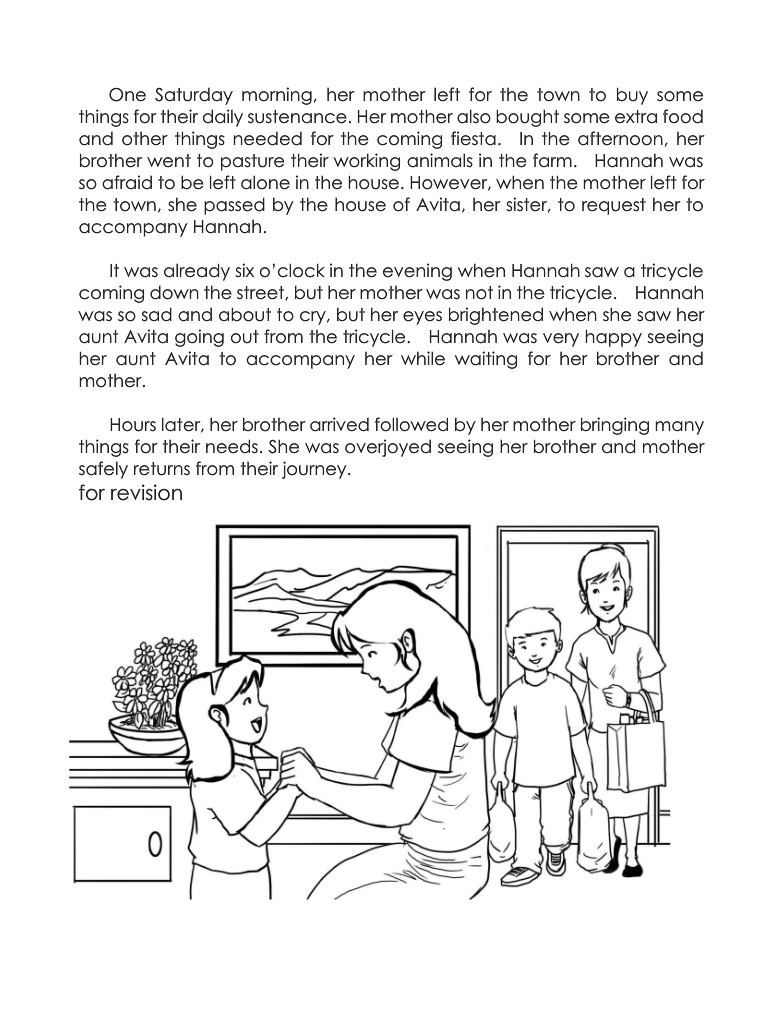 One Saturday morning, her mother left for the town to buy some
things for their daily sustenance. Her mother also bought some extra food
and other things needed for the coming fiesta. In the afternoon, her
brother went to pasture their working animals in the farm. Hannah was
so afraid to be left alone in the house. However, when the mother left for
the town, she passed by the house of Avita, her sister, to request her to
accompany Hannah.
It was already six o'clock in the evening when Hannah saw a tricycle
coming down the street, but her mother was not in the tricycle. Hannah
was so sad and about to cry, but her eyes brightened when she saw her
aunt Avita going out from the tricycle. Hannah was very happy seeing
her aunt Avita to accompany her while waiting for her brother and
mother.
Hours later, her brother arrived followed by her mother bringing many
things for their needs. She was overjoyed seeing her brother and mother
safely returns from their journey.
for revision